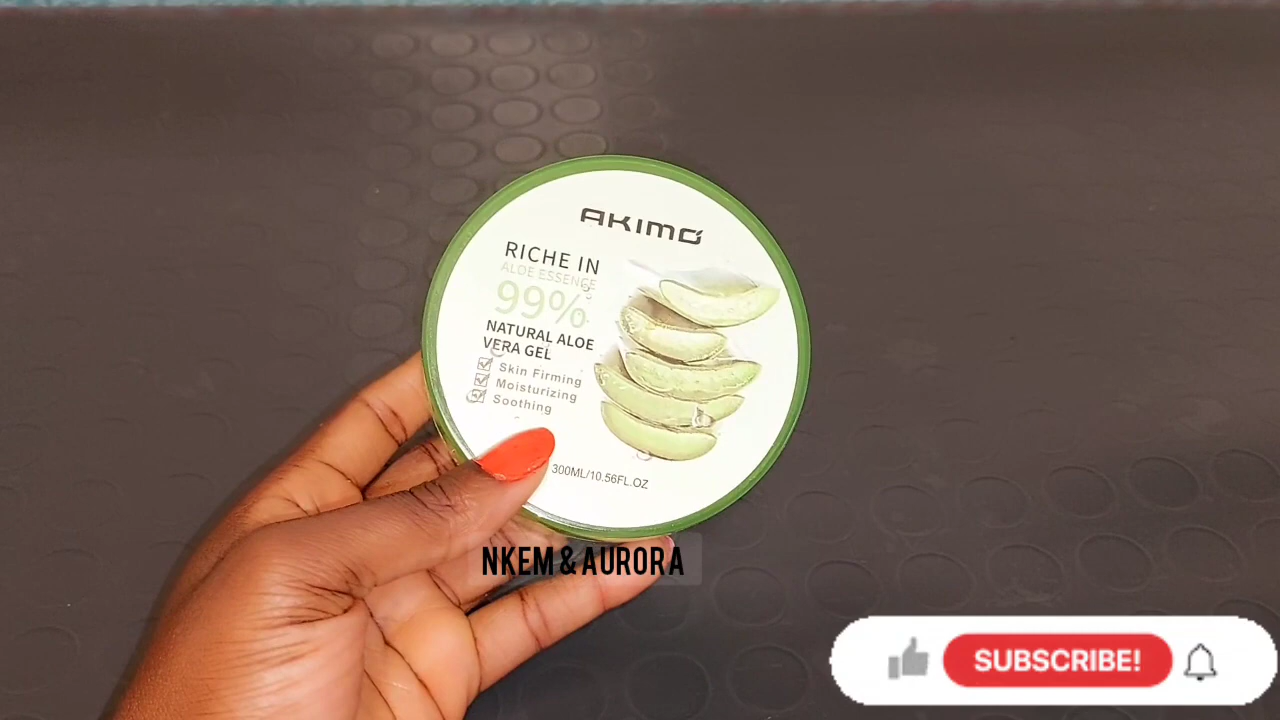 AKIMO
RICHE IN
ALOE ESSENCE
99%
NATURAL ALOE
VERA GEL
Skin Firming
Moisturizing
Soothing
300ML/10.56FL.OZ
NKEM & AURORA
SUBSCRIBE!